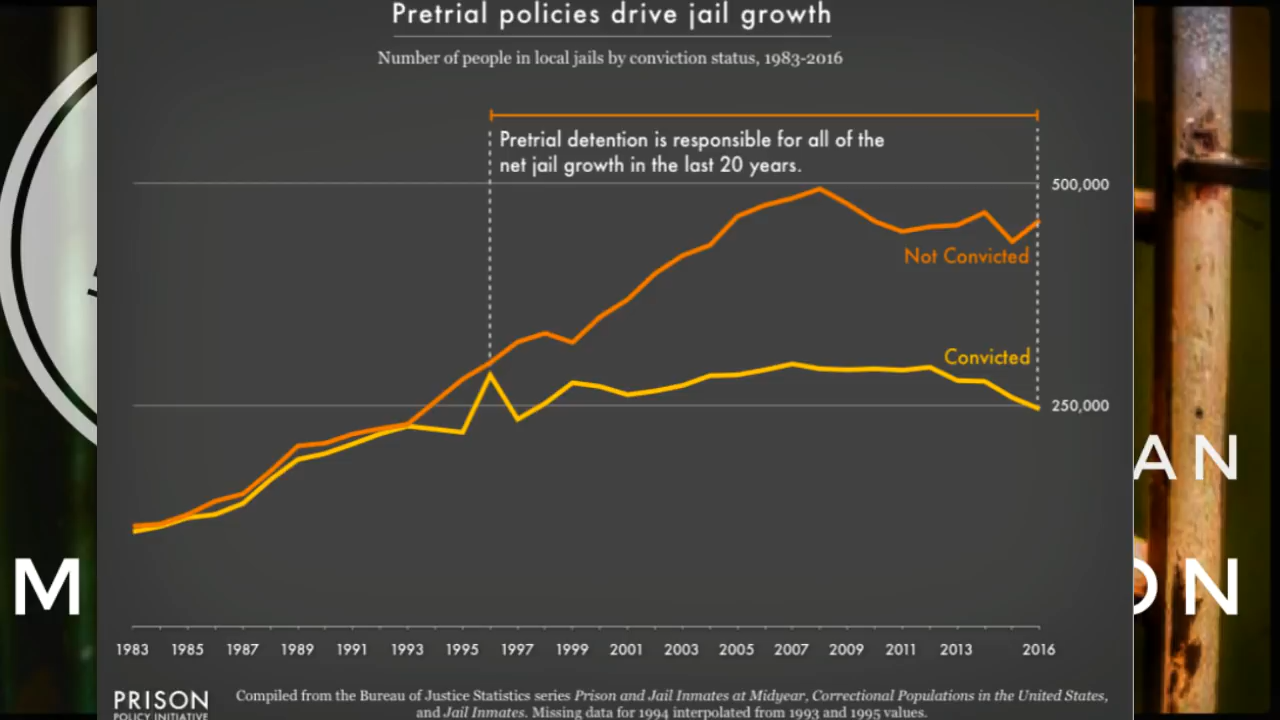 Pretrial policies drive jail growth
Number of people in local jails by conviction status, 1983-2016
Pretrial detention is responsible for all of the
net jail growth in the last 20 years.
500,000
Not Convicted
Convicted
250,000
AN
M
ON
1983 1985 1987 1989 1991 1993 1995 1997 1999 2001 2003 2005 2007 2009 2011 2013 2016
PRISON
POLICY INITIATIVE
Compiled from the Bureau of Justice Statistics series Prison and Jail Inmates at Midyear, Correctional Populations in the United States,
and Jail Inmates. Missing data for 1994 interpolated from 1993 and 1995 values.